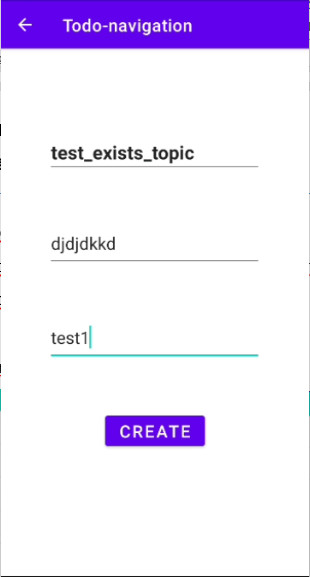 Todo-navigation
test_exists_topic
djdjdkkd
test1
CREATE